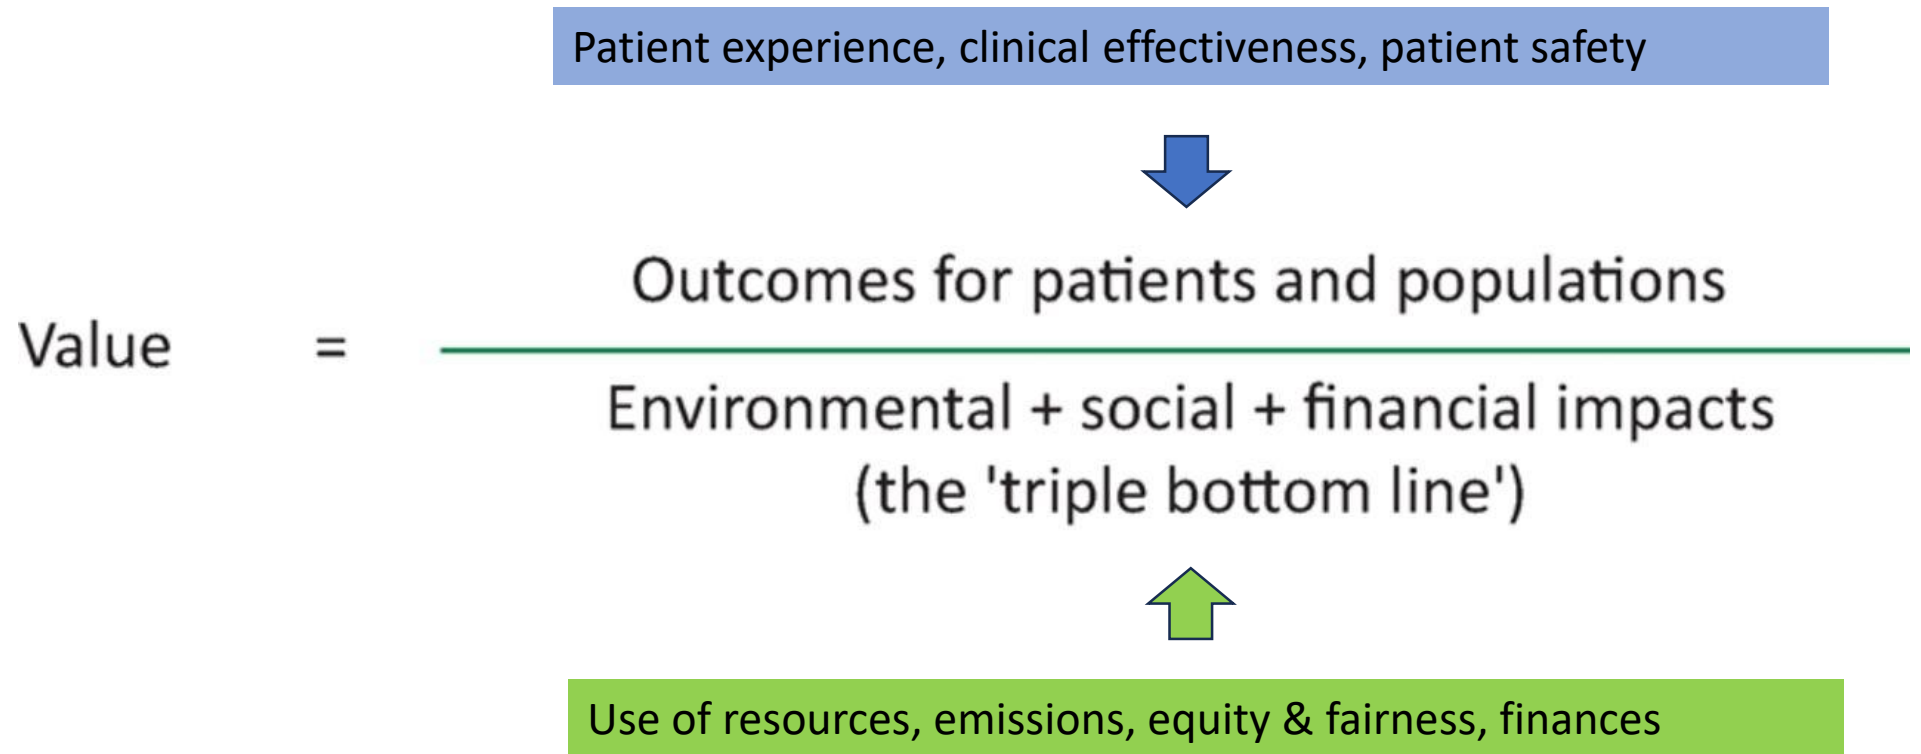 Patient experience, clinical effectiveness, patient safety
Outcomes for patients and populations
Value =
Environmental + social + financial impacts
(the 'triple bottom line')
Use of resources, emissions, equity & fairness, finances